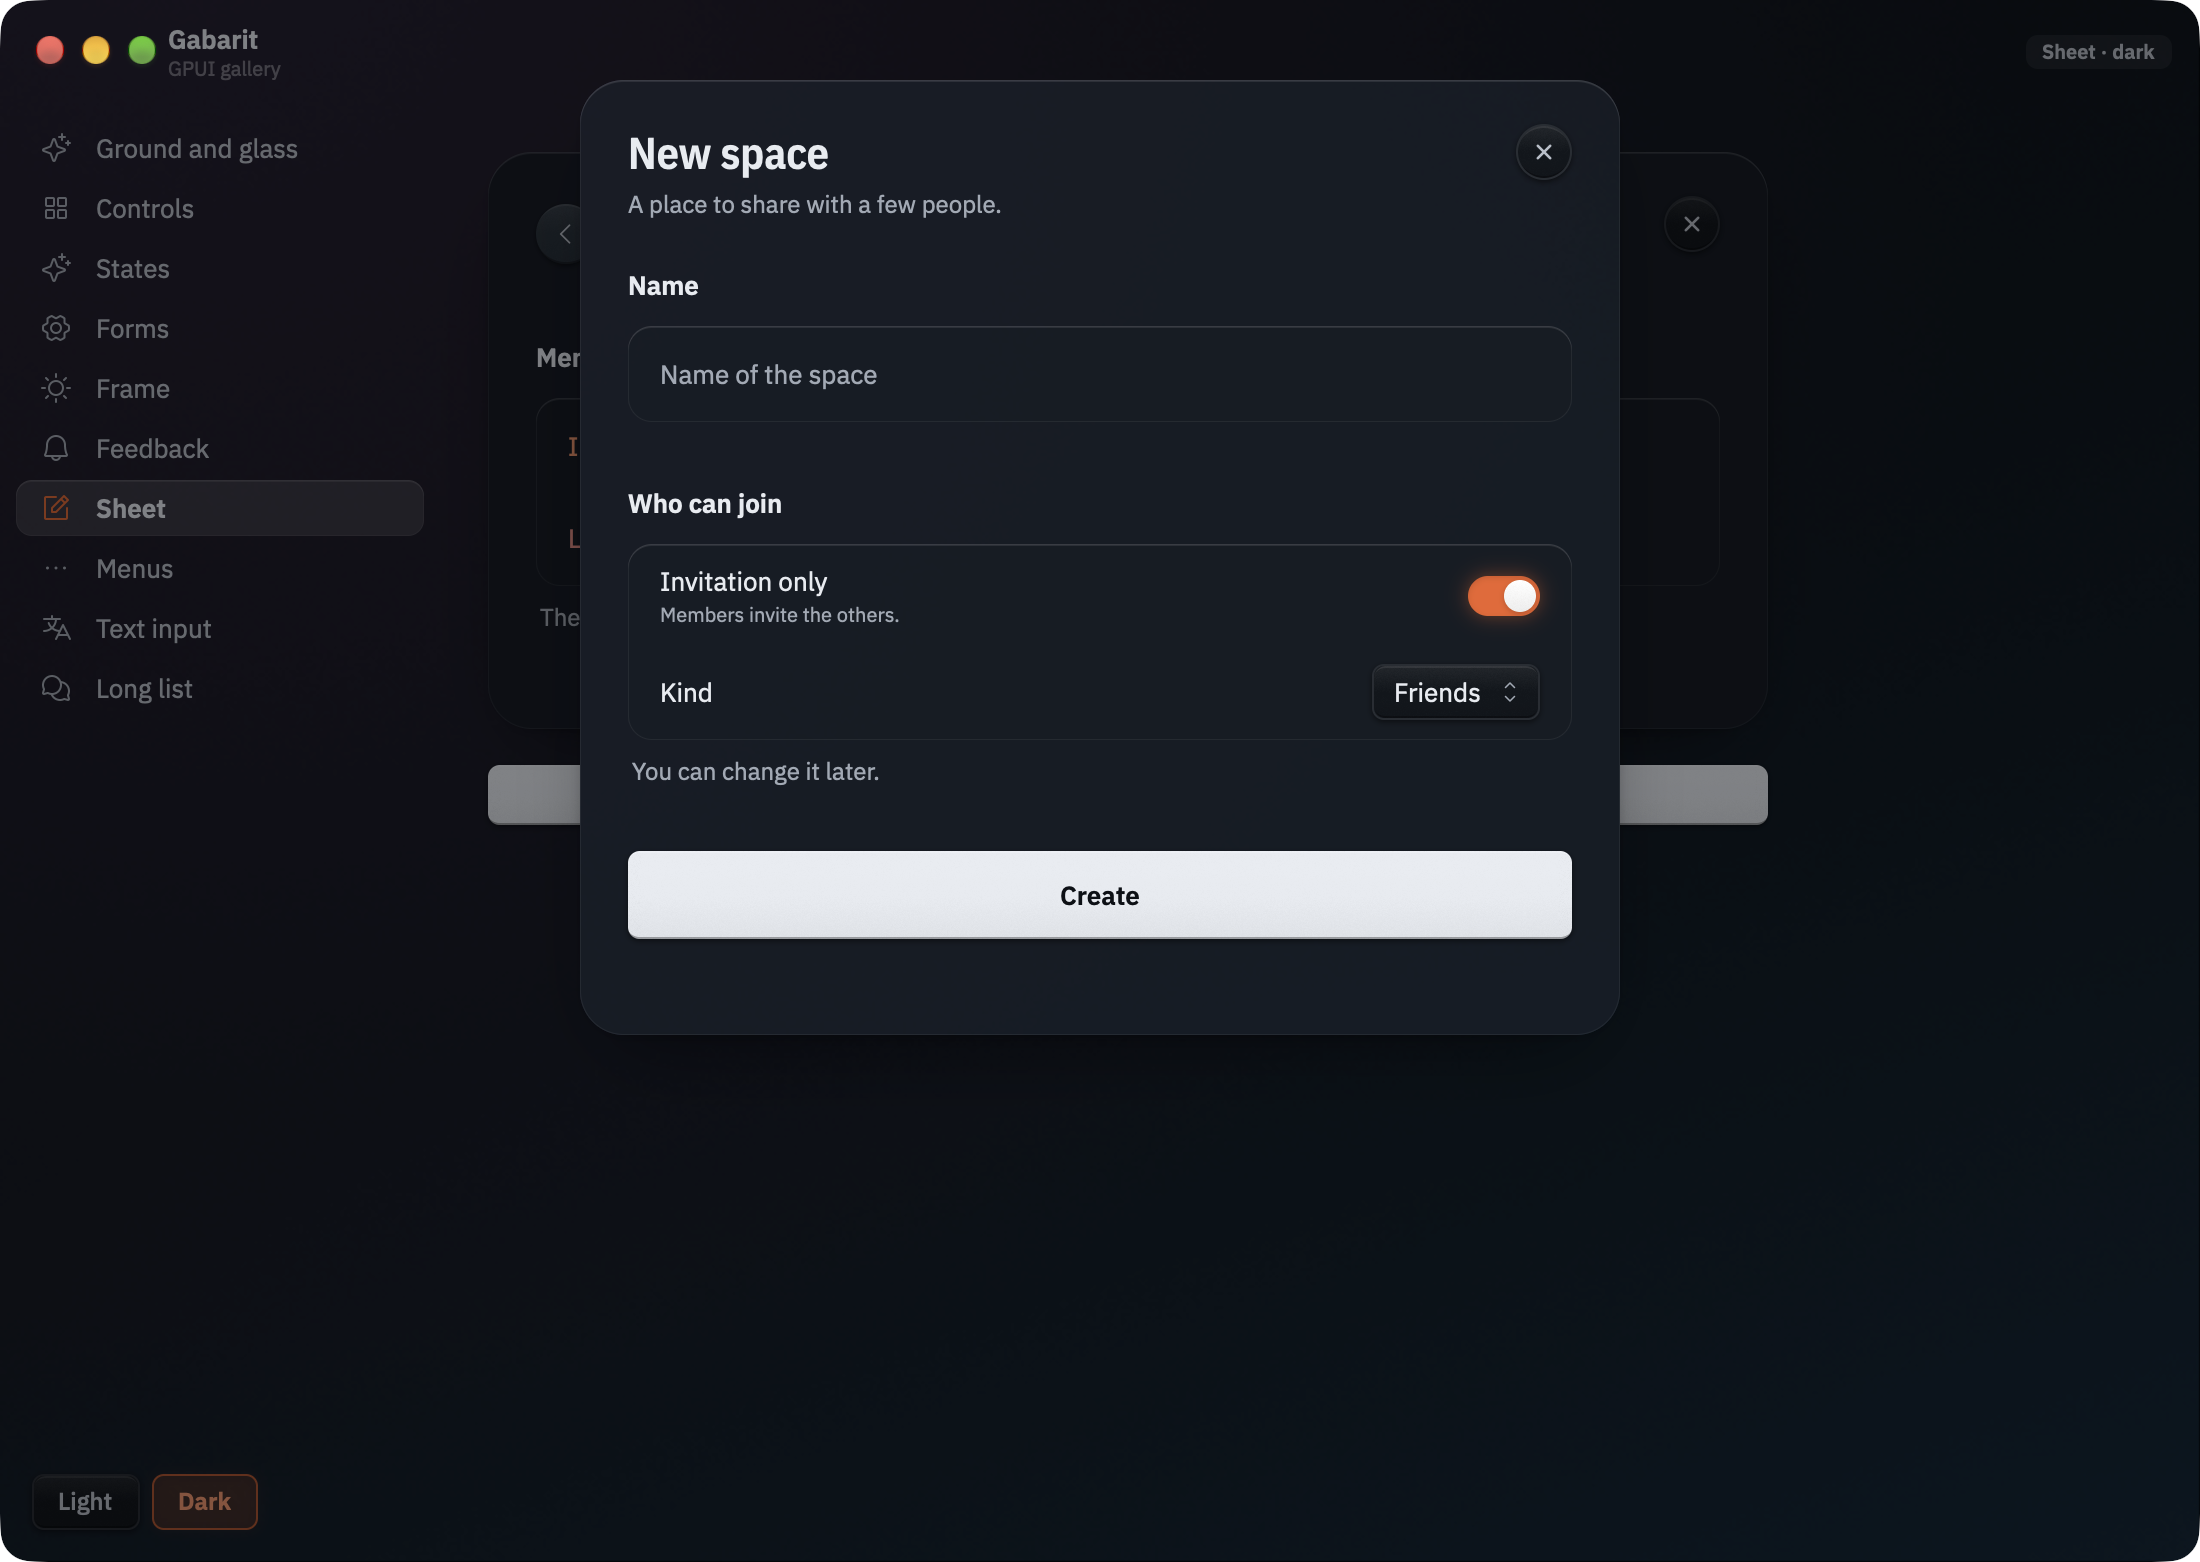 Gabarit
GPUI gallery
Sheet · dark
Ground and glass
Controls
States
Forms
Frame
Feedback
Sheet
Menus
Text input
Long list
Light
Dark
New space
A place to share with a few people.
Name
Name of the space
Who can join
Invitation only
Members invite the others.
Kind
Friends
You can change it later.
Create
The